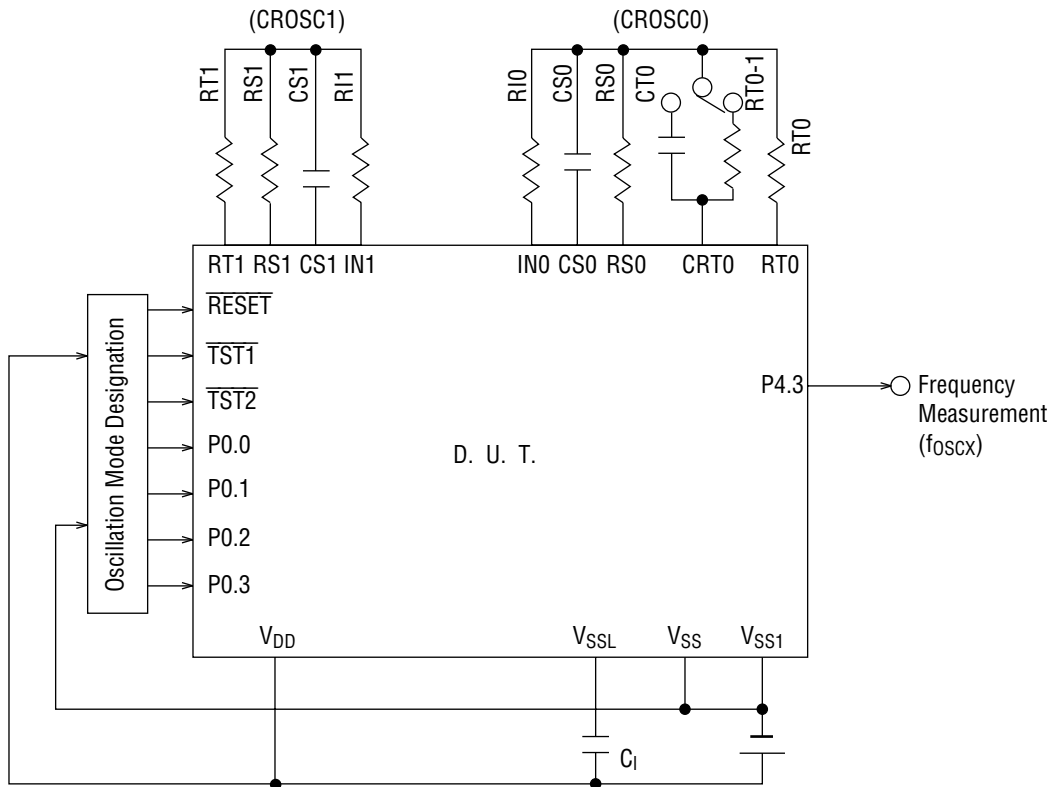 (CROSC1)
(CROSC0)
RT1
RS1
CS1
RI1
RI0
CS0
RS0
CT0
RT0-1
RT0
RT1 RS1 CS1 IN1
IN0 CS0 RS0 CRT0 RT0
Oscillation Mode Designation
RESET
TST1
TST2
P0.0
P0.1
P0.2
P0.3
D. U. T.
P4.3
Frequency
Measurement
(fOSCX)
VDD
VSSL
VSS
VSS1
CI